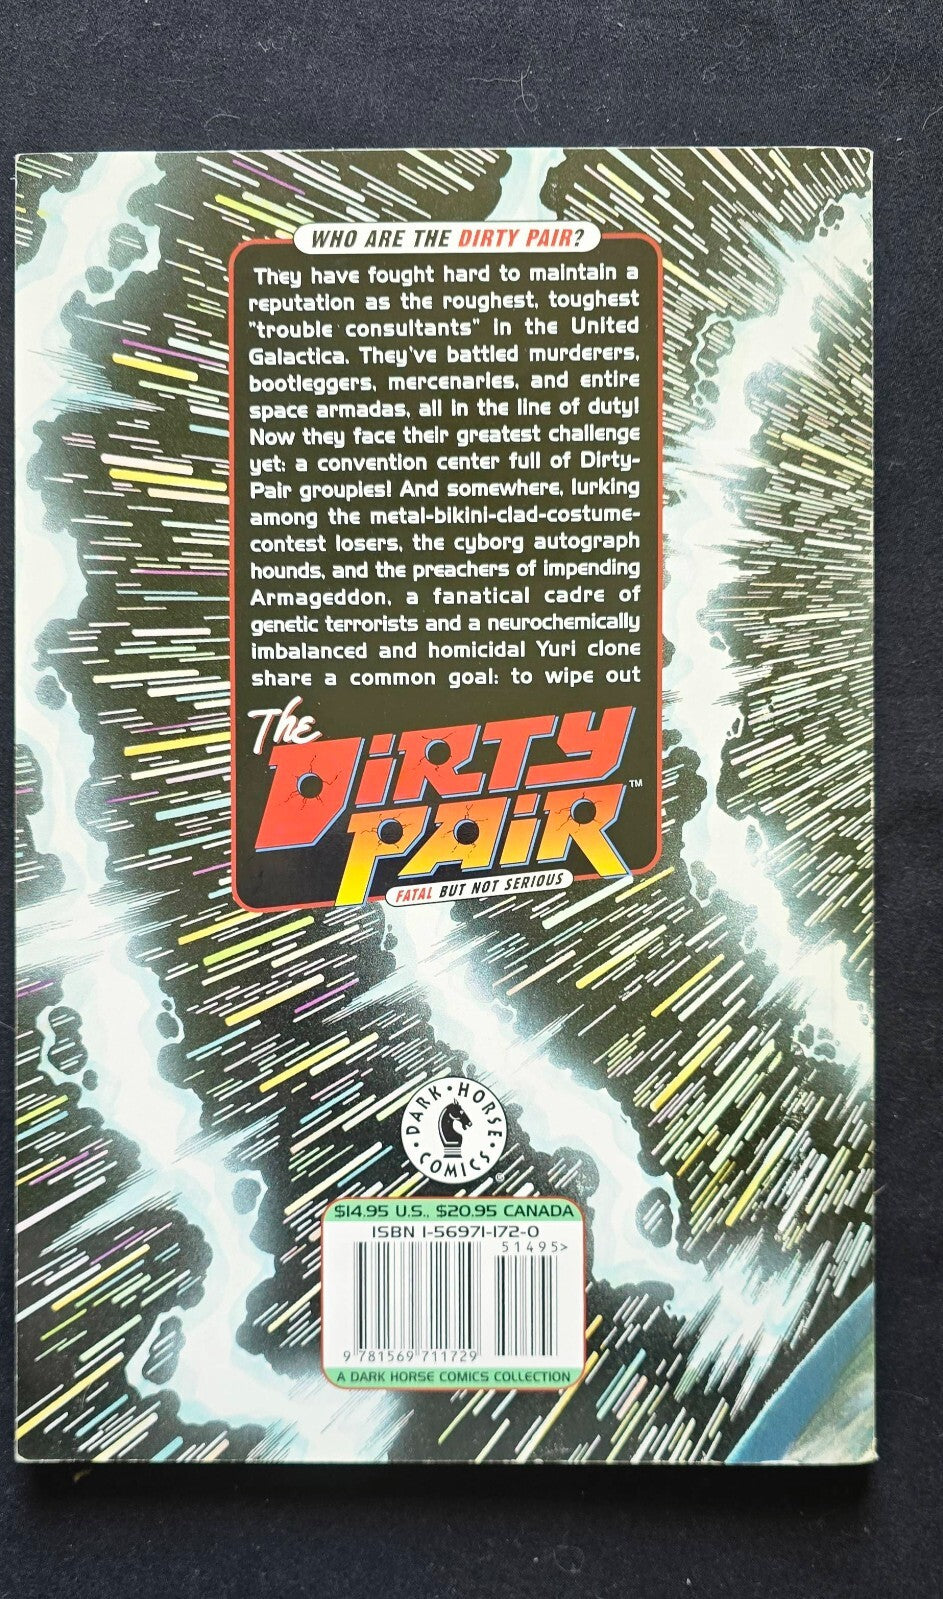 WHO ARE THE DIRTY PAIR?
They have fought hard to maintain a
reputation as the roughest, toughest
"trouble consultants" in the United
Galactica. They've battled murderers,
bootleggers, mercenaries, and entire
space armadas, all in the line of duty!
Now they face their greatest challenge
yet: a convention center full of Dirty-
Pair groupies! And somewhere, lurking
among the metal-bikini-clad-costume-
contest losers, the cyborg autograph
hounds, and the preachers of impending
Armageddon, a fanatical cadre of
genetic terrorists and a neurochemically
imbalanced and homicidal Yuri clone
share a common goal: to wipe out
The
DiRTY
PAiR™
FATAL BUT NOT SERIOUS
DARK · HORSE · COMICS ·®
$14.95 U.S., $20.95 CANADA
ISBN 1-56971-172-0
51495>
9 781569 711729
A DARK HORSE COMICS COLLECTION